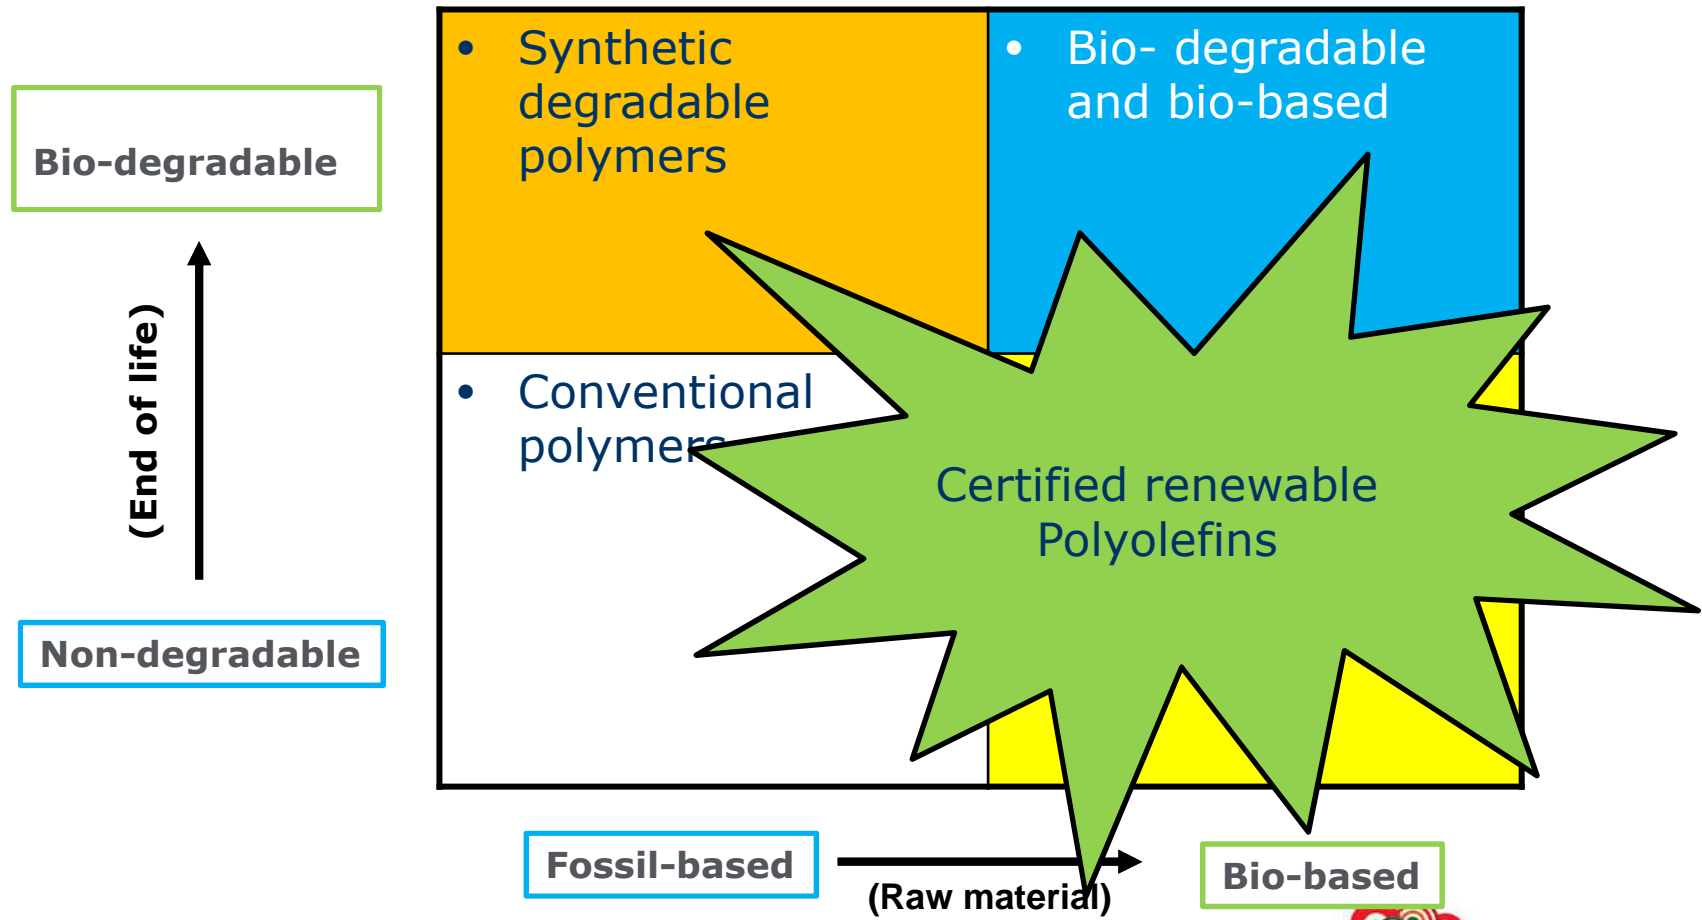 • Synthetic
degradable
polymers
• Bio- degradable
and bio-based
Bio-degradable
(End of life)
• Conventional
polymers
Certified renewable
Polyolefins
Non-degradable
Fossil-based
(Raw material)
Bio-based